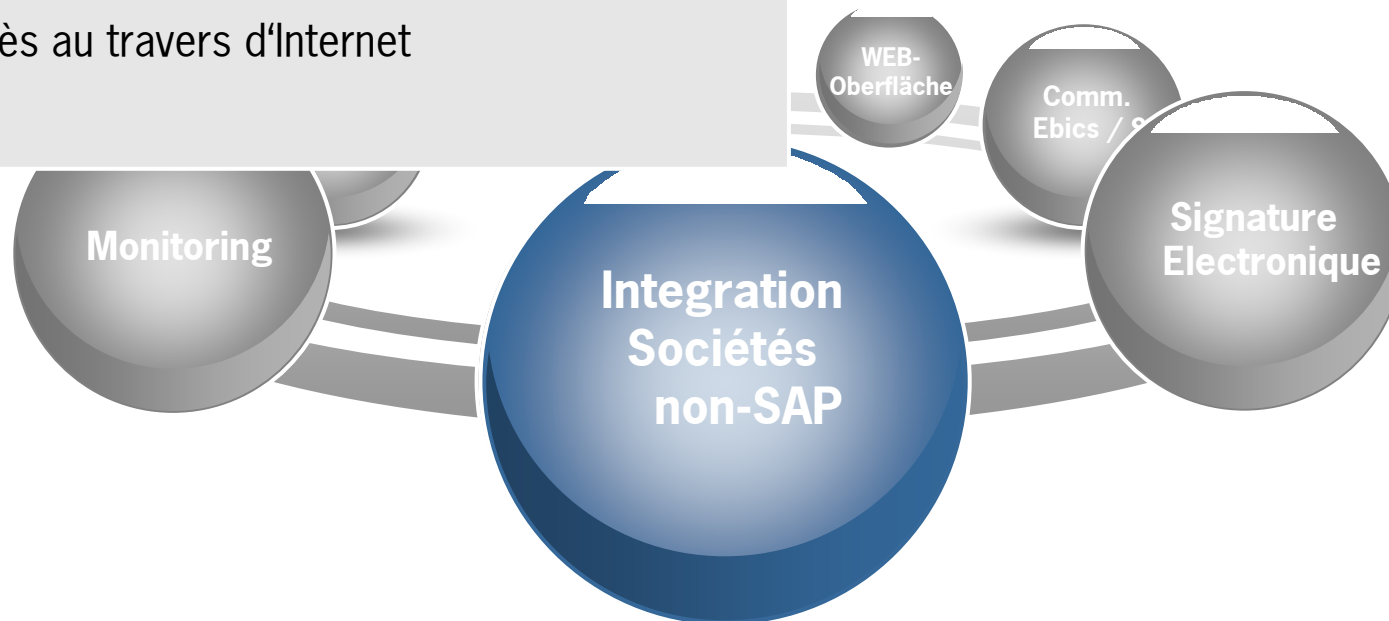 ès au travers d‘Internet
WEB-
Oberfläche
Comm.
Ebics /
Monitoring
Signature
Electronique
Integration
Sociétés
non-SAP